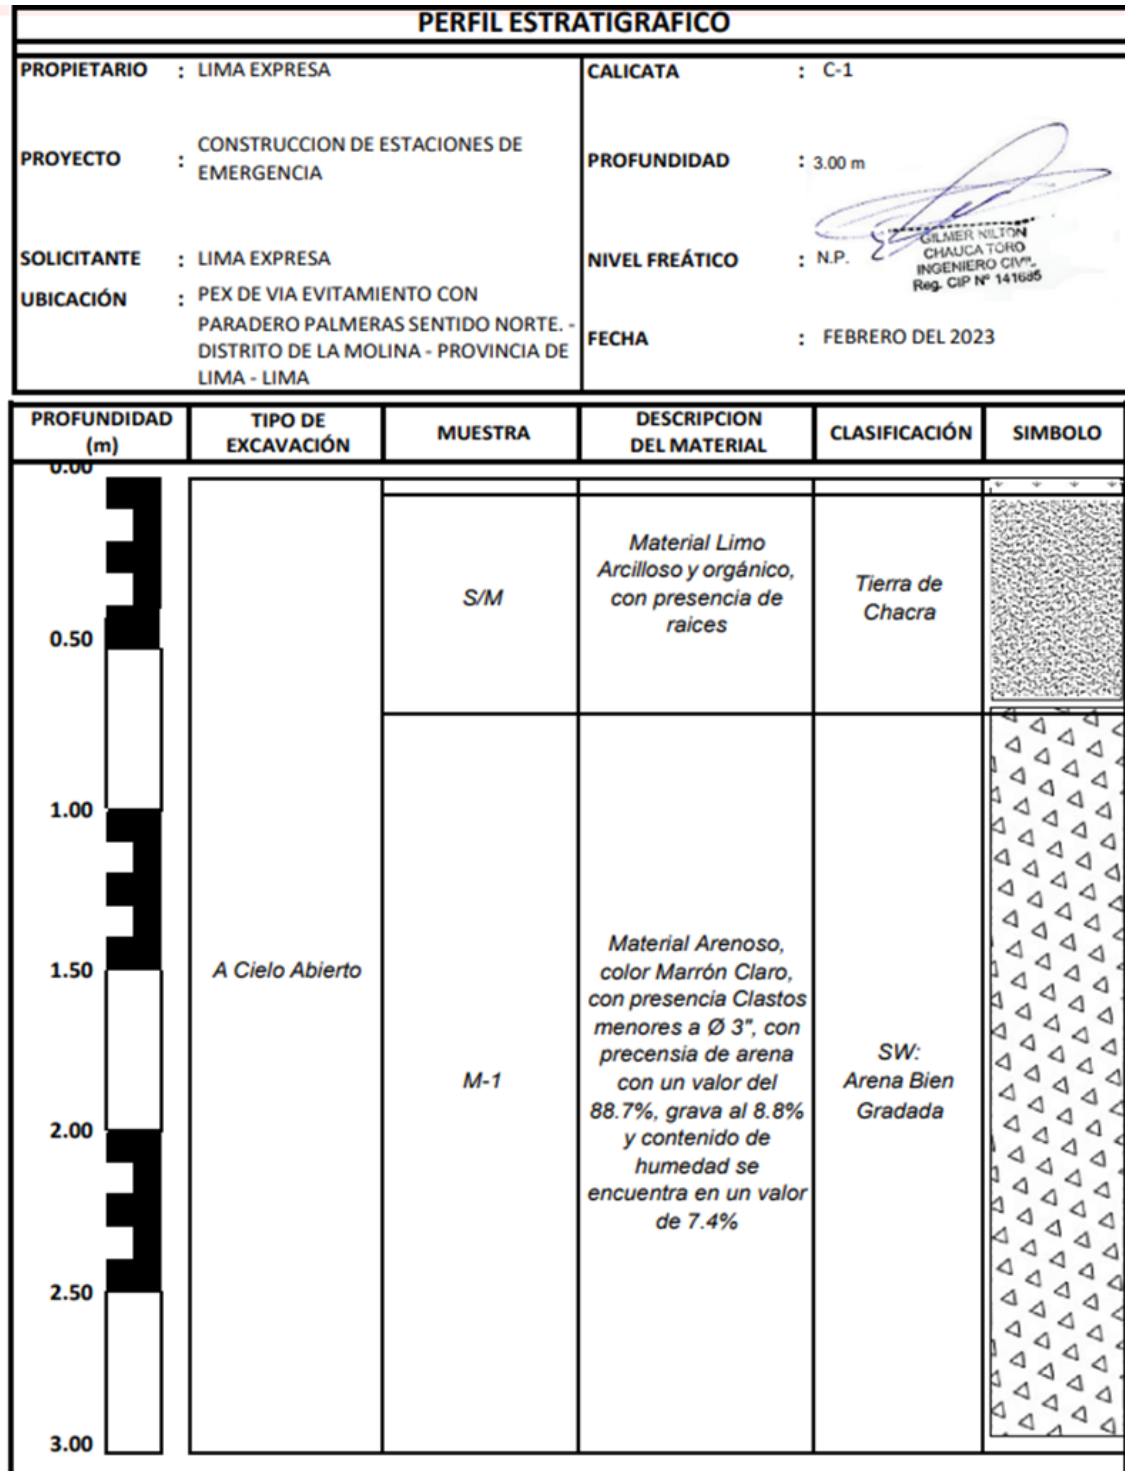 PERFIL ESTRATIGRAFICO
PROPIETARIO : LIMA EXPRESA
PROYECTO : CONSTRUCCION DE ESTACIONES DE
EMERGENCIA
SOLICITANTE : LIMA EXPRESA
UBICACIÓN : PEX DE VIA EVITAMIENTO CON
PARADERO PALMERAS SENTIDO NORTE. -
DISTRITO DE LA MOLINA - PROVINCIA DE
LIMA - LIMA
CALICATA : C-1
PROFUNDIDAD : 3.00 m
NIVEL FREÁTICO : N.P.
FECHA : FEBRERO DEL 2023
GILMER NILTON
CHAUCA TORO
INGENIERO CIVIL
Reg. CIP Nº 141685
PROFUNDIDAD
(m)
TIPO DE
EXCAVACIÓN
MUESTRA
DESCRIPCION
DEL MATERIAL
CLASIFICACIÓN
SIMBOLO
0.00
0.50
1.00
1.50
2.00
2.50
3.00
A Cielo Abierto
S/M
Material Limo
Arcilloso y orgánico,
con presencia de
raices
Tierra de
Chacra
M-1
Material Arenoso,
color Marrón Claro,
con presencia Clastos
menores a Ø 3", con
precensia de arena
con un valor del
88.7%, grava al 8.8%
y contenido de
humedad se
encuentra en un valor
de 7.4%
SW:
Arena Bien
Gradada